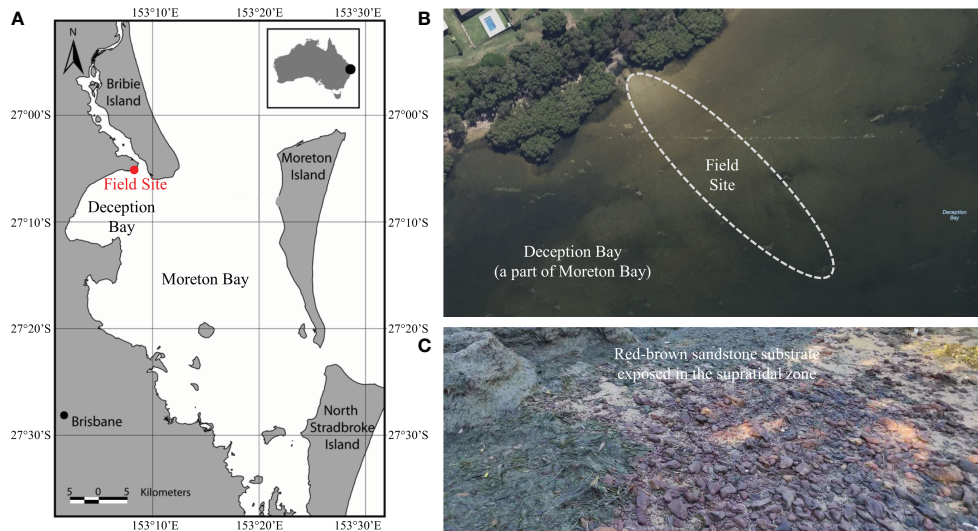 A
153°10'E
153°20'E
153°30'E
N
Bribie
Island
27°00'S
27°00'S
Moreton
Island
Field Site
Deception
Bay
27°10'S
27°10'S
Moreton Bay
27°20'S
27°20'S
Brisbane
North
Stradbroke
Island
27°30'S
27°30'S
5 0 5 Kilometers
153°10'E
153°20'E
153°30'E
B
Field
Site
Deception
Bay
Deception Bay
(a part of Moreton Bay)
C
Red-brown sandstone substrate
exposed in the supratidal zone